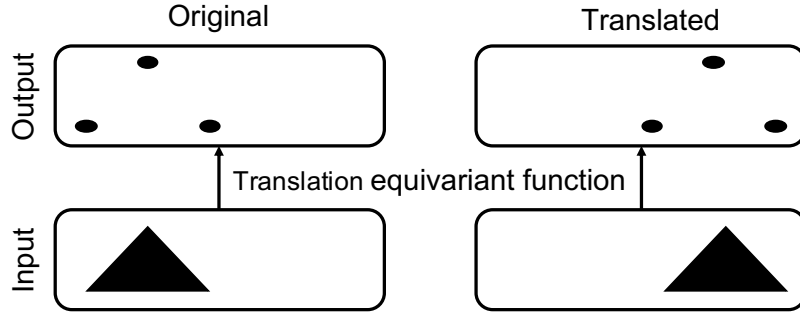 Original
Translated
Output
Translation equivariant function
Input